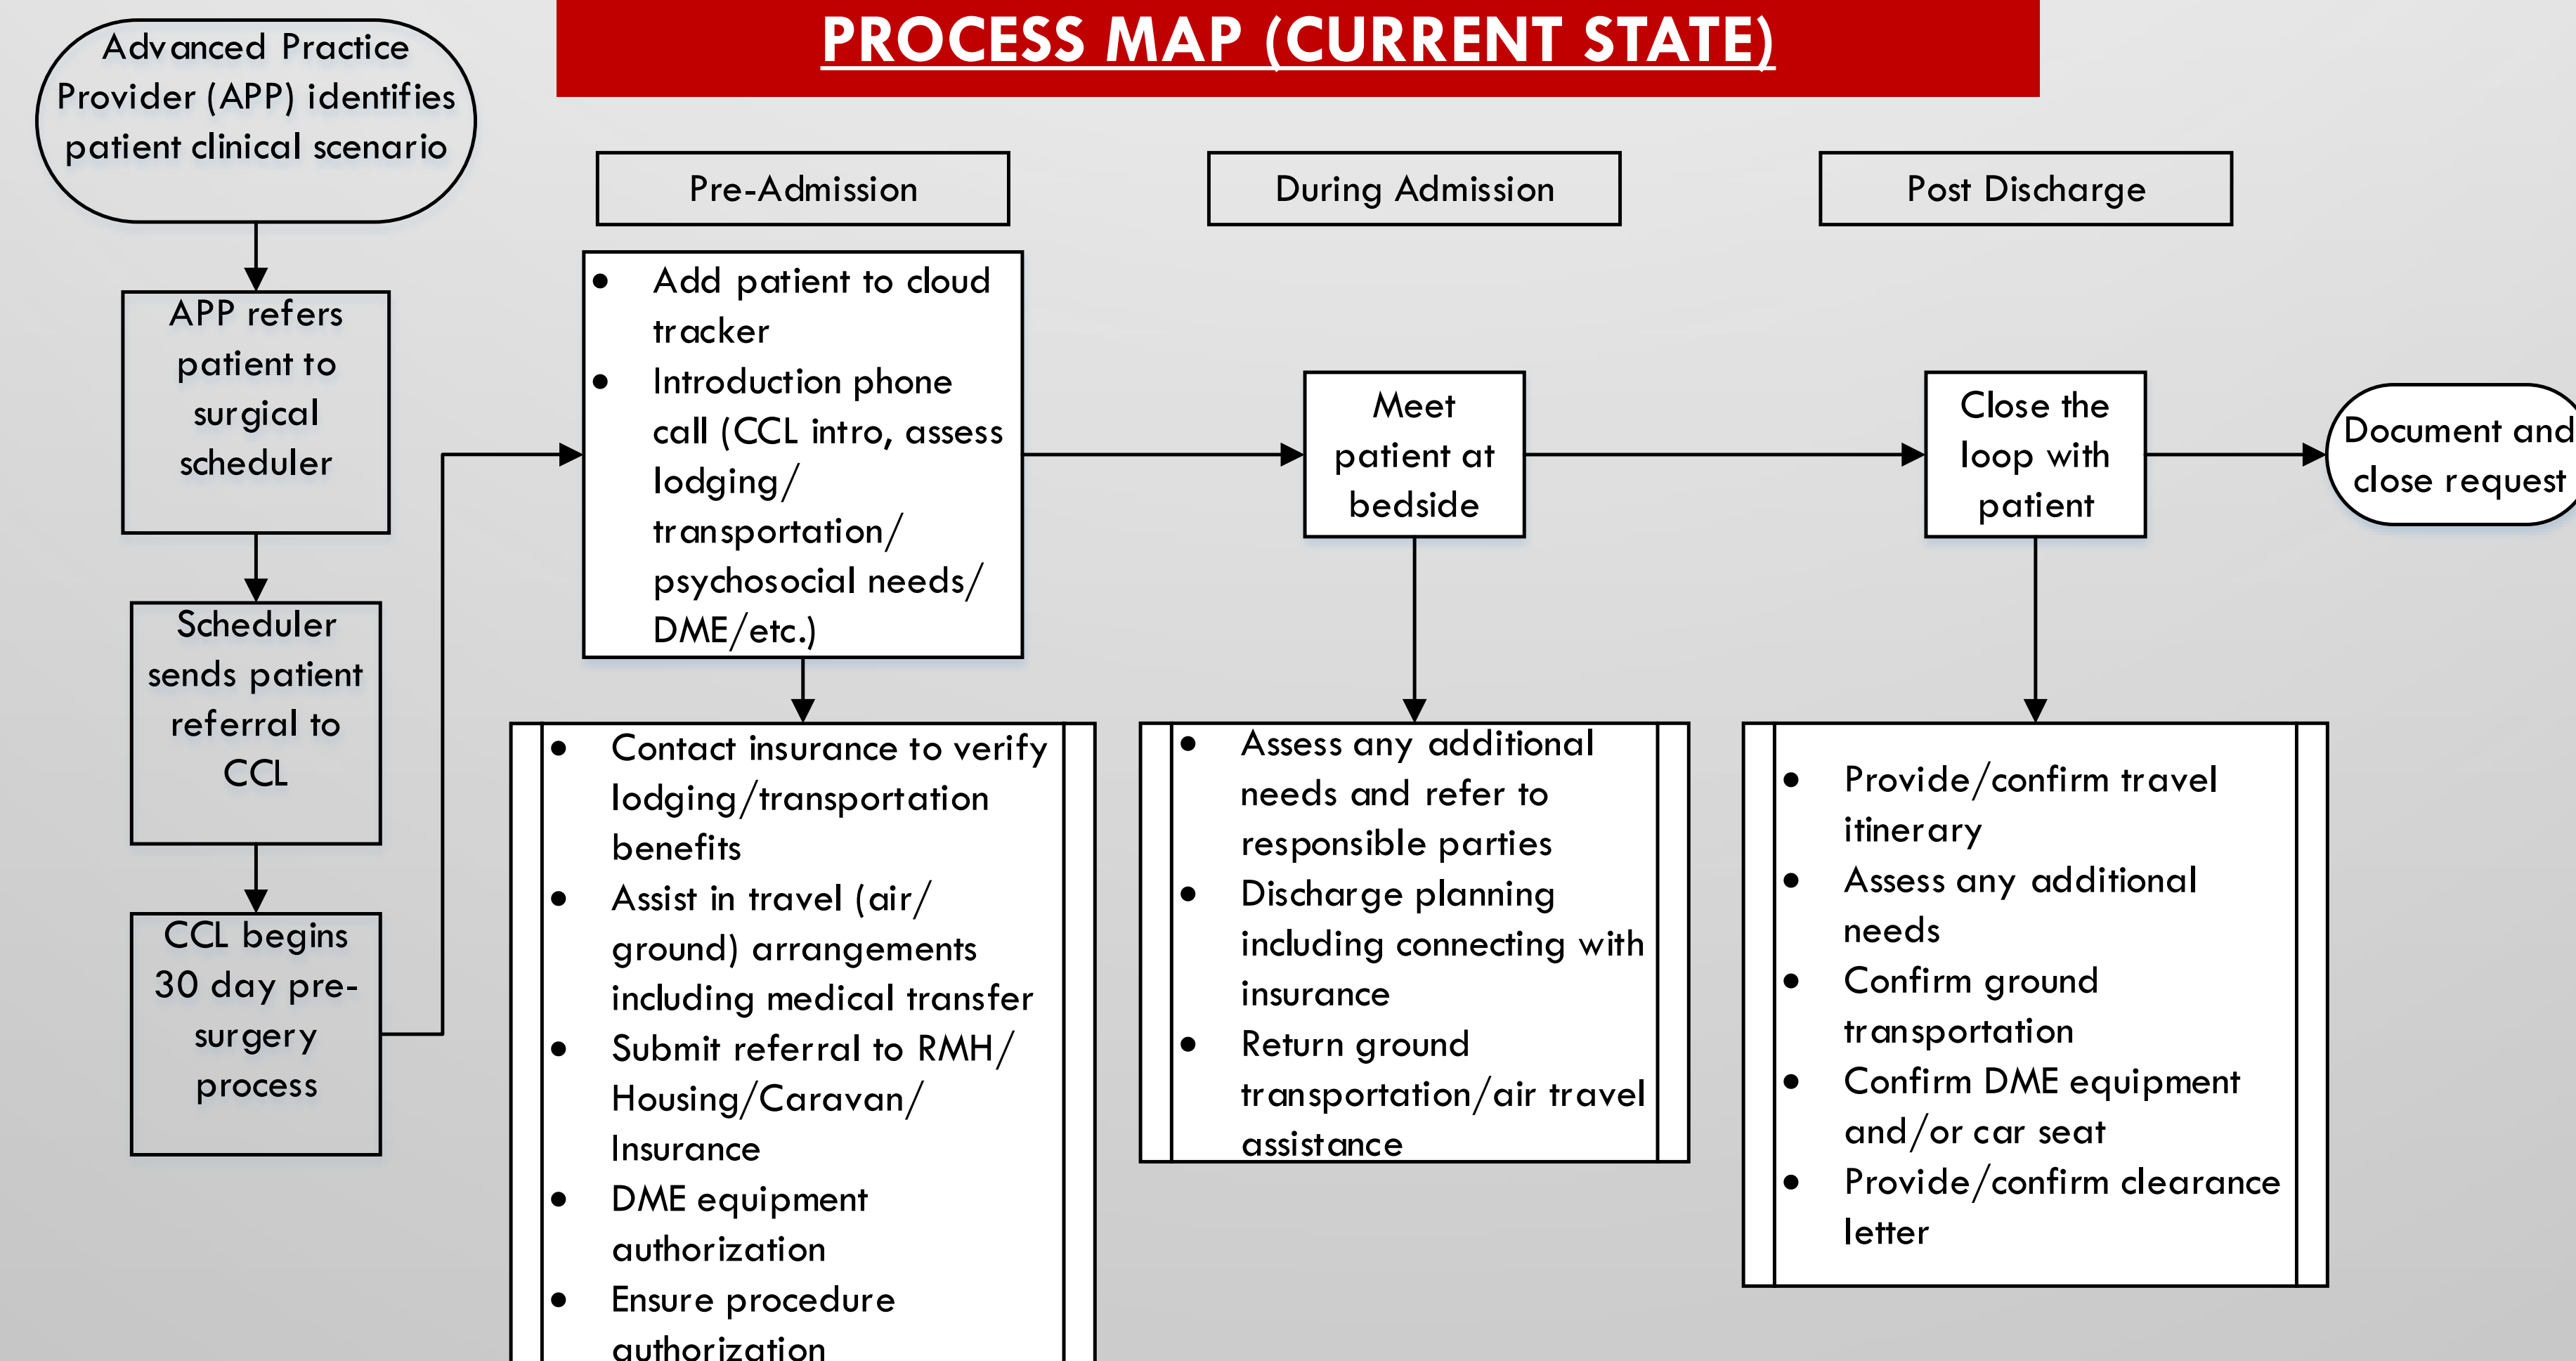 PROCESS MAP (CURRENT STATE)
Advanced Practice
Provider (APP) identifies
patient clinical scenario
APP refers
patient to
surgical
scheduler
Scheduler
sends patient
referral to
CCL
CCL begins
30 day pre-
surgery
process
Pre-Admission
• Add patient to cloud
tracker
• Introduction phone
call (CCL intro, assess
lodging/
transportation/
psychosocial needs/
DME/etc.)
• Contact insurance to verify
lodging/transportation
benefits
• Assist in travel (air/
ground) arrangements
including medical transfer
• Submit referral to RMH/
Housing/Caravan/
Insurance
• DME equipment
authorization
• Ensure procedure
authorization
During Admission
Meet
patient at
bedside
• Assess any additional
needs and refer to
responsible parties
• Discharge planning
including connecting with
insurance
• Return ground
transportation/air travel
assistance
Post Discharge
Close the
loop with
patient
• Provide/confirm travel
itinerary
• Assess any additional
needs
• Confirm ground
transportation
• Confirm DME equipment
and/or car seat
• Provide/confirm clearance
letter
Document and
close request